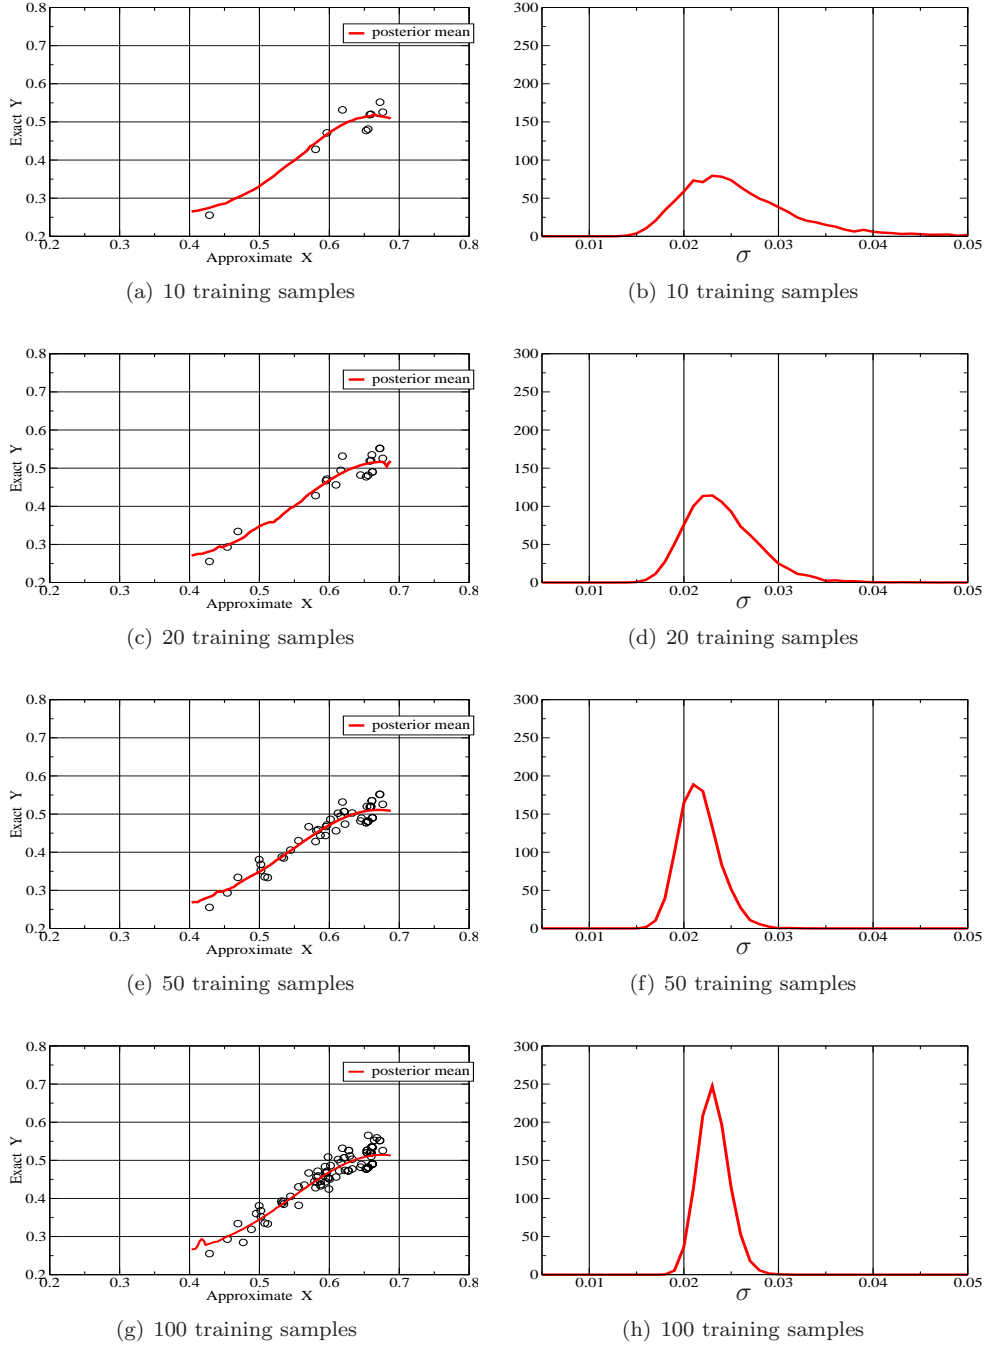 0.8
0.7
0.6
0.5
0.4
0.3
0.2
Exact Y
posterior mean
0.2 0.3 0.4 0.5 0.6 0.7 0.8
Approximate X
300
250
200
150
100
50
0
0.01 0.02 0.03 0.04 0.05
σ
(a) 10 training samples
(b) 10 training samples
0.8
0.7
0.6
0.5
0.4
0.3
0.2
Exact Y
posterior mean
0.2 0.3 0.4 0.5 0.6 0.7 0.8
Approximate X
300
250
200
150
100
50
0
0.01 0.02 0.03 0.04 0.05
σ
(c) 20 training samples
(d) 20 training samples
0.8
0.7
0.6
0.5
0.4
0.3
0.2
Exact Y
posterior mean
0.2 0.3 0.4 0.5 0.6 0.7 0.8
Approximate X
300
250
200
150
100
50
0
0.01 0.02 0.03 0.04 0.05
σ
(e) 50 training samples
(f) 50 training samples
0.8
0.7
0.6
0.5
0.4
0.3
0.2
Exact Y
posterior mean
0.2 0.3 0.4 0.5 0.6 0.7 0.8
Approximate X
300
250
200
150
100
50
0
0.01 0.02 0.03 0.04 0.05
σ
(g) 100 training samples
(h) 100 training samples